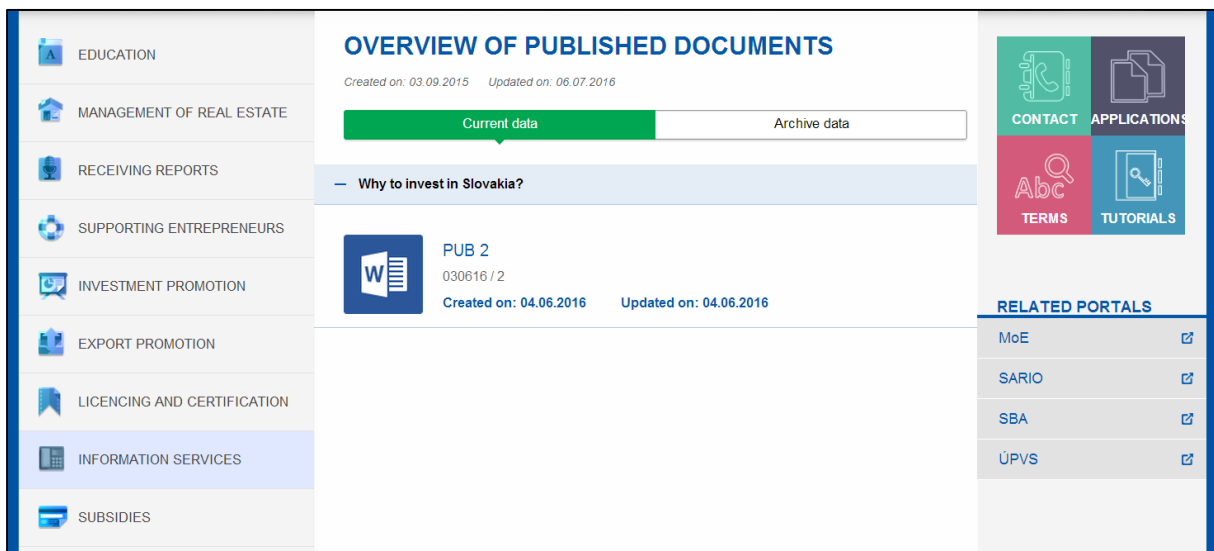 EDUCATION
MANAGEMENT OF REAL ESTATE
RECEIVING REPORTS
SUPPORTING ENTREPRENEURS
INVESTMENT PROMOTION
EXPORT PROMOTION
LICENCING AND CERTIFICATION
INFORMATION SERVICES
SUBSIDIES
OVERVIEW OF PUBLISHED DOCUMENTS
Created on: 03.09.2015 Updated on: 06.07.2016
Current data Archive data
– Why to invest in Slovakia?
W
PUB 2
030616 / 2
Created on: 04.06.2016 Updated on: 04.06.2016
CONTACT APPLICATIONS
Abc
TERMS TUTORIALS
RELATED PORTALS
MoE
SARIO
SBA
ÚPVS